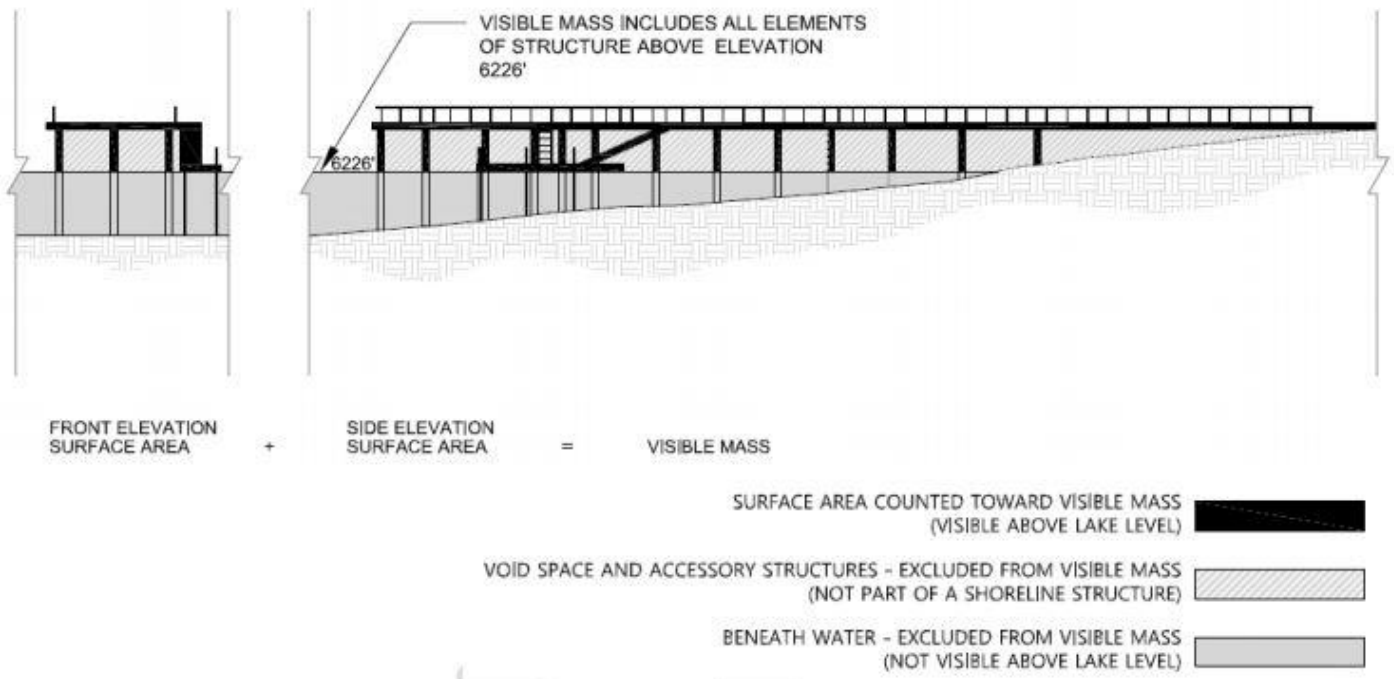 VISIBLE MASS INCLUDES ALL ELEMENTS
OF STRUCTURE ABOVE ELEVATION
6226'
6226'
FRONT ELEVATION
SURFACE AREA
+
SIDE ELEVATION
SURFACE AREA
=
VISIBLE MASS
SURFACE AREA COUNTED TOWARD VISIBLE MASS
(VISIBLE ABOVE LAKE LEVEL)
VOID SPACE AND ACCESSORY STRUCTURES - EXCLUDED FROM VISIBLE MASS
(NOT PART OF A SHORELINE STRUCTURE)
BENEATH WATER - EXCLUDED FROM VISIBLE MASS
(NOT VISIBLE ABOVE LAKE LEVEL)